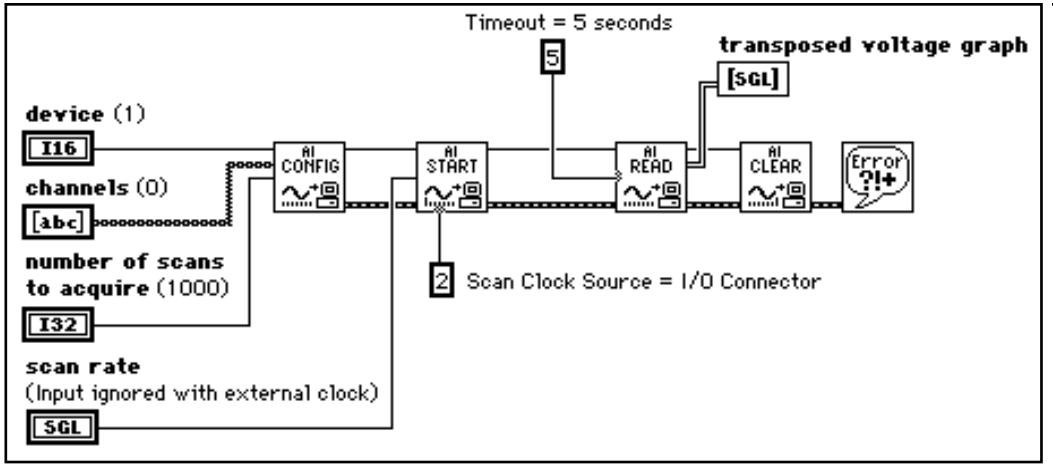 Timeout = 5 seconds
5
transposed voltage graph
[SGL]
device (1)
I16
channels (0)
[abc]
number of scans
to acquire (1000)
I32
scan rate
(Input ignored with external clock)
SGL
AI
CONFIG
AI
START
AI
READ
AI
CLEAR
Error
?!+
2 Scan Clock Source = I/O Connector